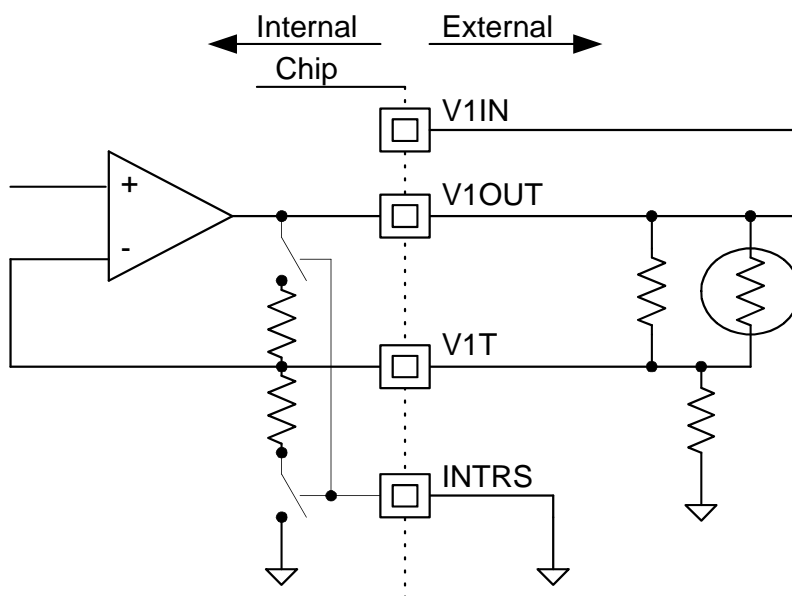 Internal External
Chip
V1IN
+
V1OUT
-
V1T
INTRS